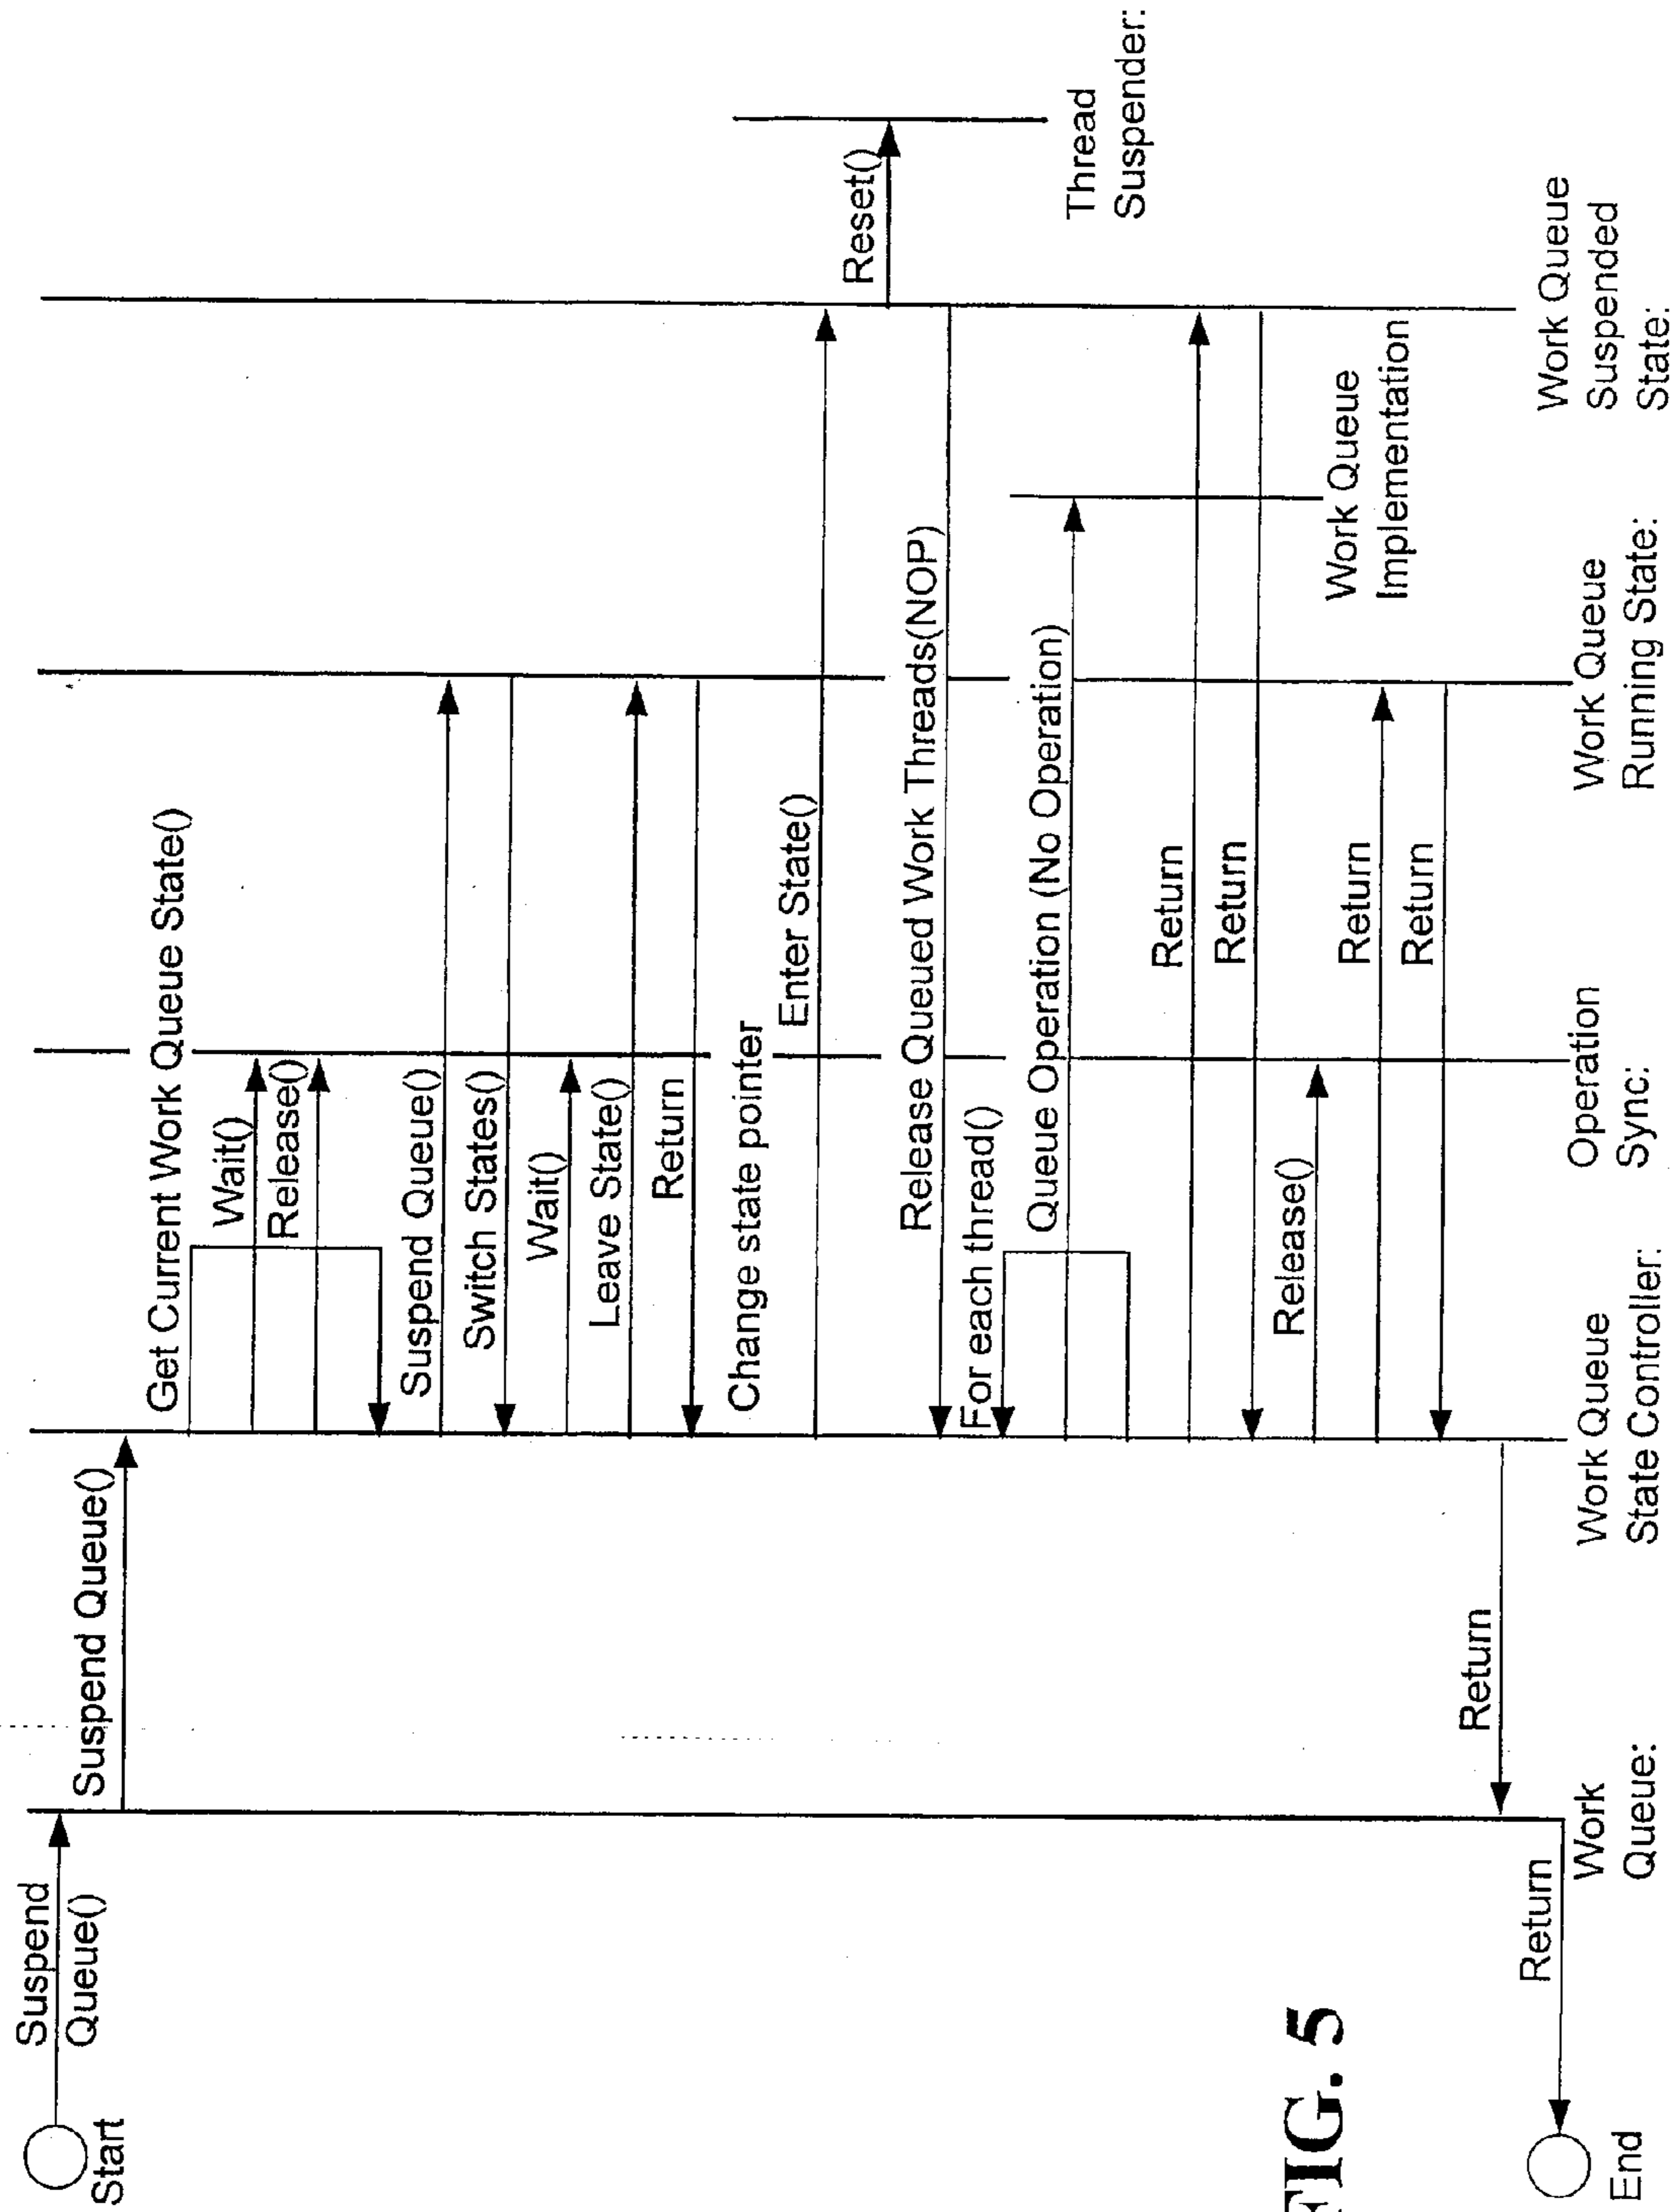 Suspend
Queue()
Start
Suspend Queue()
Get Current Work Queue State()
Wait()
Release()
Suspend Queue()
Switch States()
Wait()
Leave State()
Return
Change state pointer
Enter State()
Reset()
Release Queued Work Threads(NOP)
For each thread()
Queue Operation (No Operation)
Return
Return
Release()
Return
Return
Return
Return
End
Work
Queue:
Work Queue
State Controller:
Operation
Sync:
Work Queue
Running State:
Work Queue
Implementation
Work Queue
Suspended
State:
Thread
Suspender:
FIG. 5